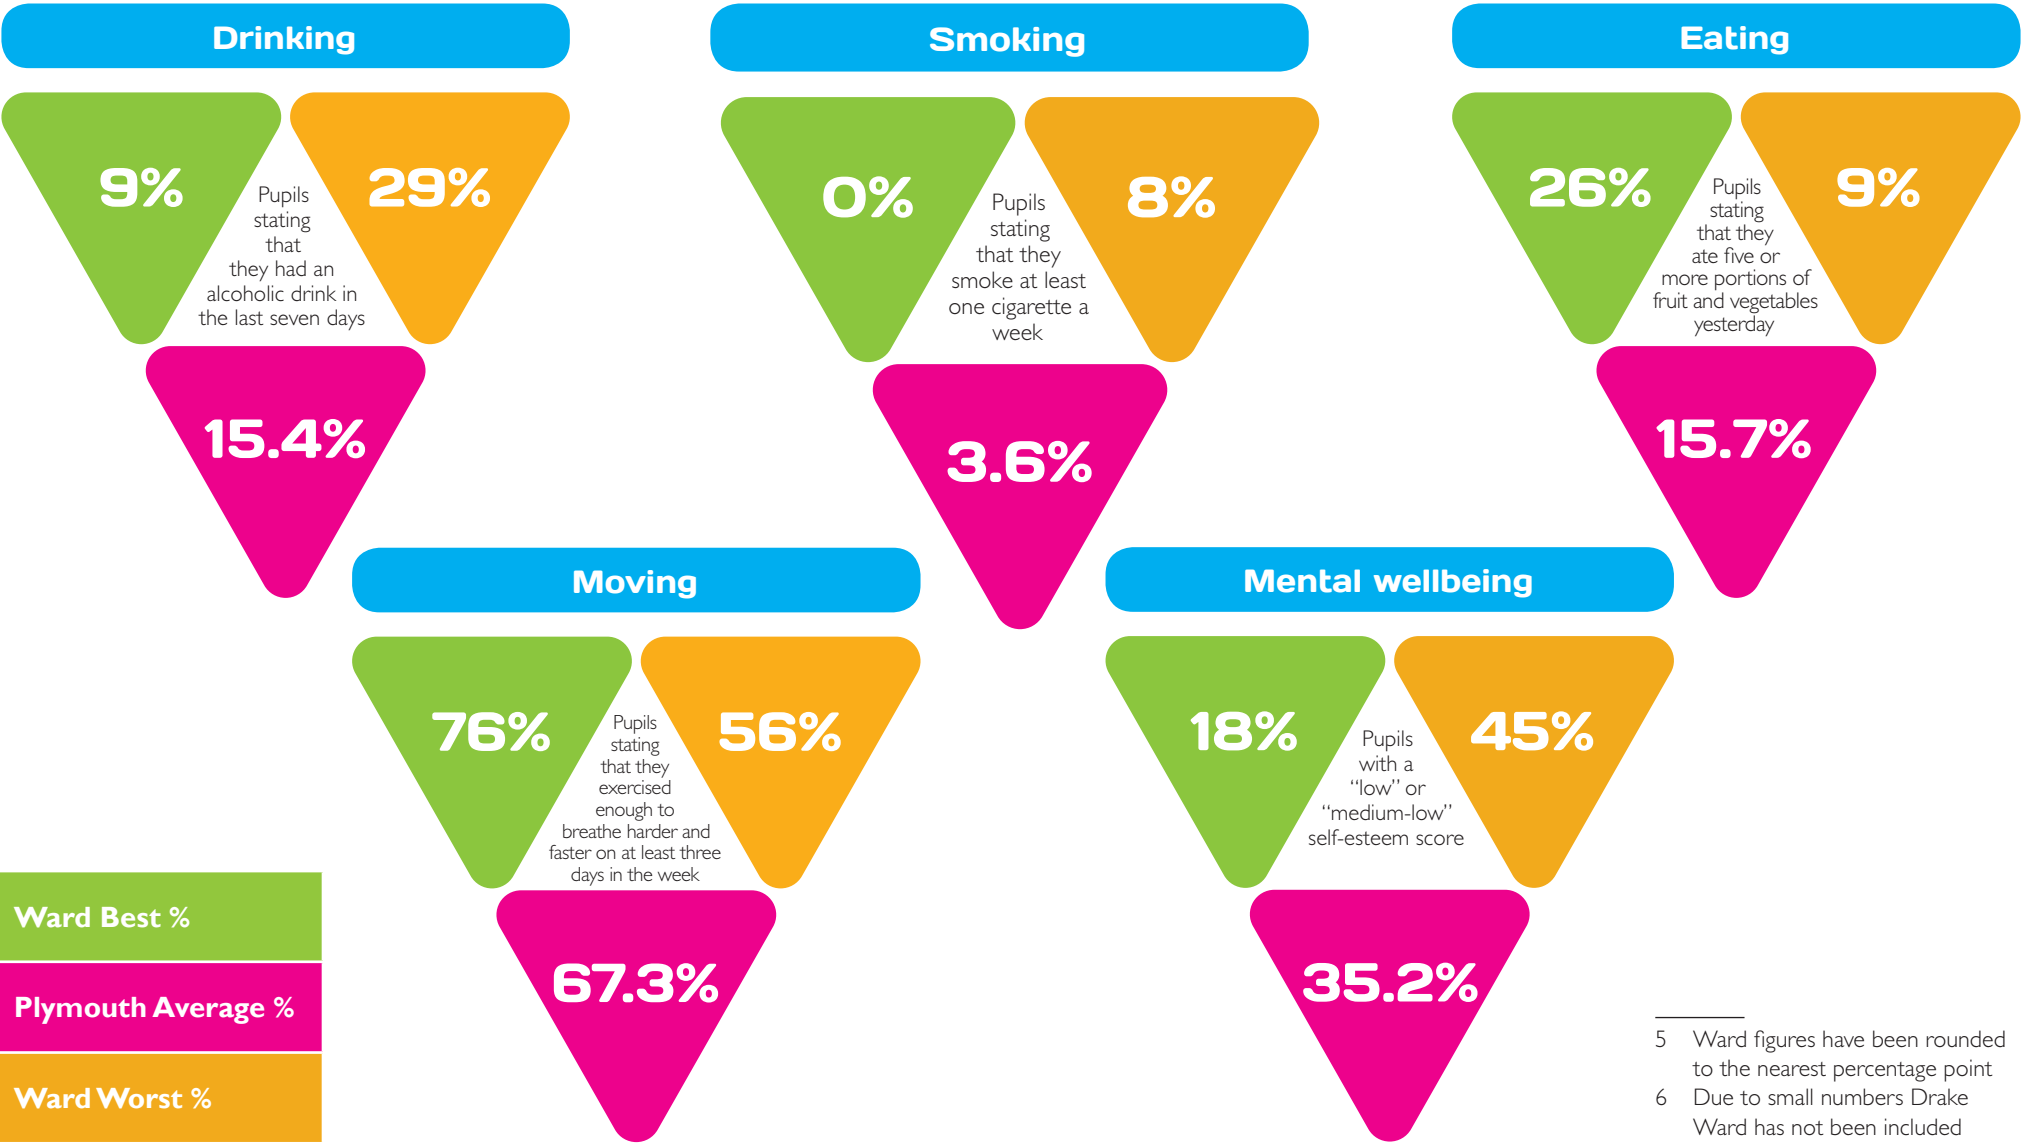 Drinking
9%
29%
Pupils
stating
that
they had an
alcoholic drink in
the last seven days
15.4%
Smoking
0%
8%
Pupils
stating
that they
smoke at least
one cigarette a
week
3.6%
Eating
26%
9%
Pupils
stating
that they
ate five or
more portions of
fruit and vegetables
yesterday
15.7%
Moving
76%
56%
Pupils
stating
that they
exercised
enough to
breathe harder and
faster on at least three
days in the week
67.3%
Mental wellbeing
18%
45%
Pupils
with a
“low” or
“medium-low”
self-esteem score
35.2%
Ward Best %
Plymouth Average %
Ward Worst %
5 Ward figures have been rounded
to the nearest percentage point
6 Due to small numbers Drake
Ward has not been included